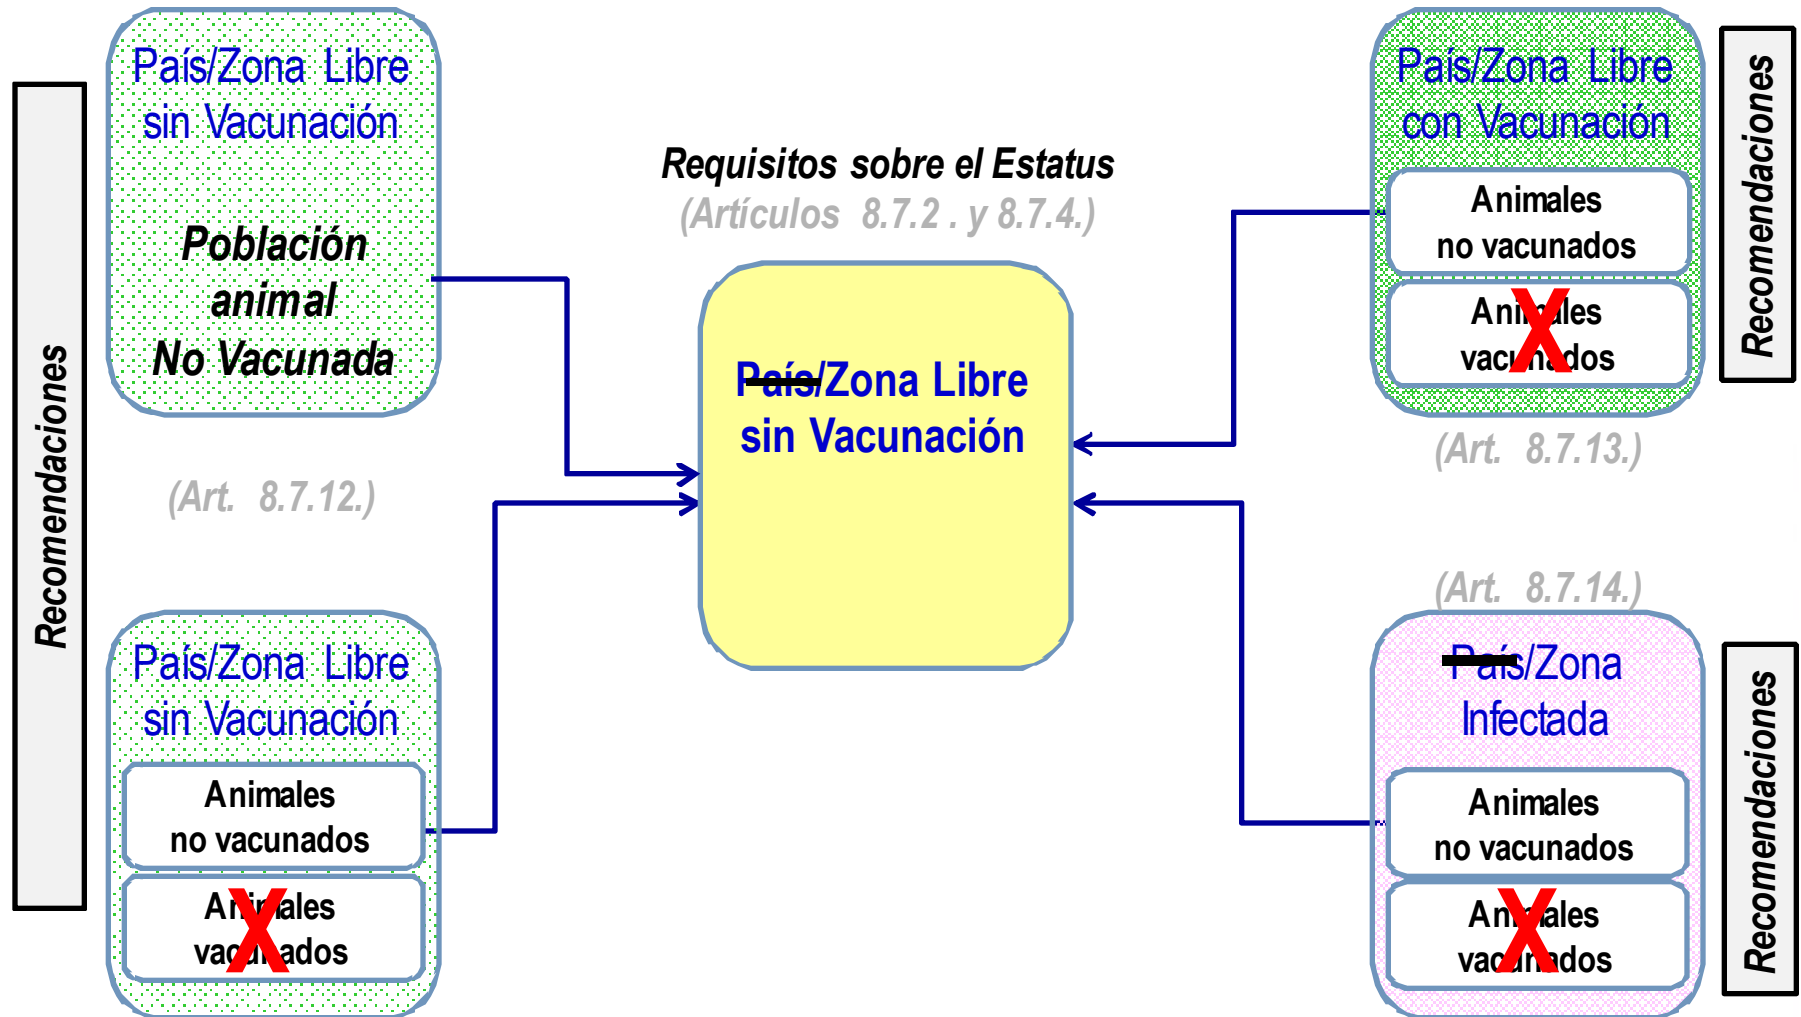 Recomendaciones
País/Zona Libre
sin Vacunación
Población
animal
No Vacunada
(Art. 8.7.12.)
País/Zona Libre
sin Vacunación
Animales
no vacunados
Animales
vacunados
Requisitos sobre el Estatus
(Artículos 8.7.2 . y 8.7.4.)
País/Zona Libre
sin Vacunación
País/Zona Libre
con Vacunación
Animales
no vacunados
Animales
vacunados
X
(Art. 8.7.13.)
Recomendaciones
(Art. 8.7.14.)
País/Zona
Infectada
Animales
no vacunados
Animales
vacunados
X
Recomendaciones
X